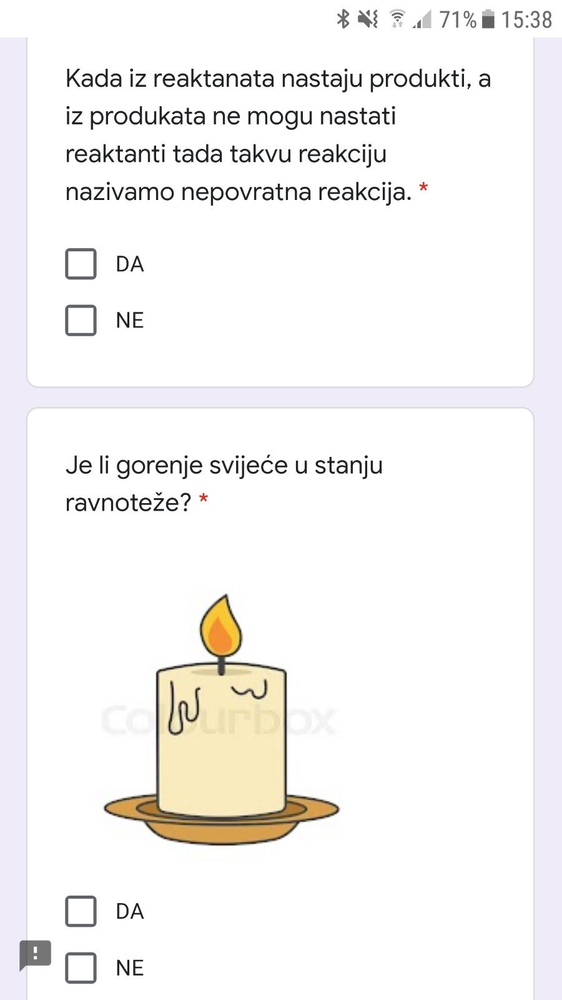 71% 15:38
Kada iz reaktanata nastaju produkti, a
iz produkata ne mogu nastati
reaktanti tada takvu reakciju
nazivamo nepovratna reakcija. *
DA
NE
Je li gorenje svijeće u stanju
ravnoteže? *
Colourbox
DA
NE